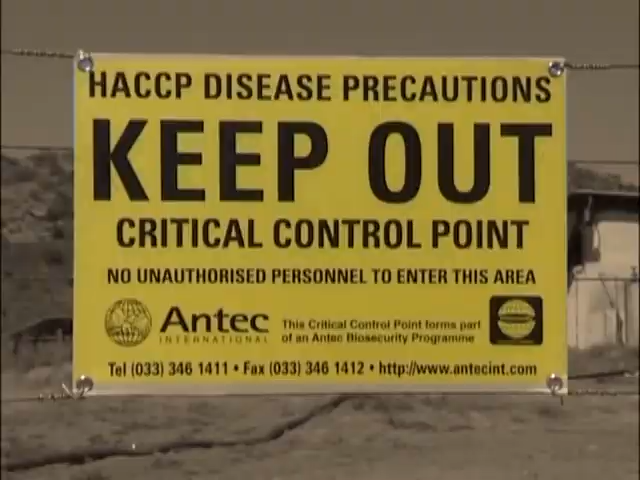 HACCP DISEASE PRECAUTIONS
KEEP OUT
CRITICAL CONTROL POINT
NO UNAUTHORISED PERSONNEL TO ENTER THIS AREA
Antec
INTERNATIONAL
This Critical Control Point forms part
of an Antec Biosecurity Programme
Tel (033) 346 1411 • Fax (033) 346 1412 • http://www.antecint.com